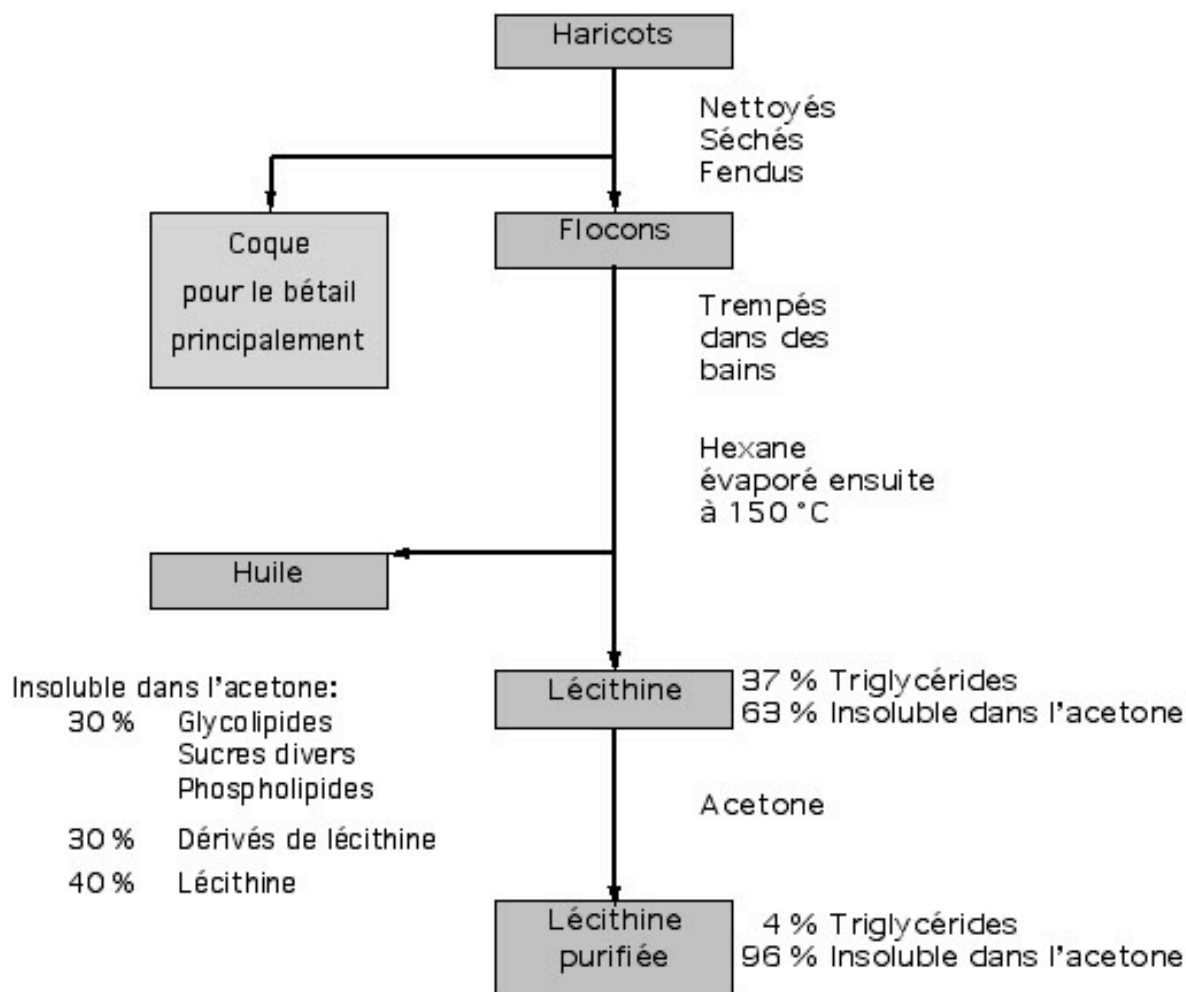 Haricots
Nettoyés
Séchés
Fendus
Coque
pour le bétail
principalement
Flocons
Trempés
dans des
bains
Hexane
évaporé ensuite
à 150 °C
Huile
Lécithine
37 % Triglycérides
63 % Insoluble dans l'acetone
Insoluble dans l'acetone:
30 % Glycolipides
Sucres divers
Phospholipides
30 % Dérivés de lécithine
40 % Lécithine
Acetone
Lécithine
purifiée
4 % Triglycérides
96 % Insoluble dans l'acetone